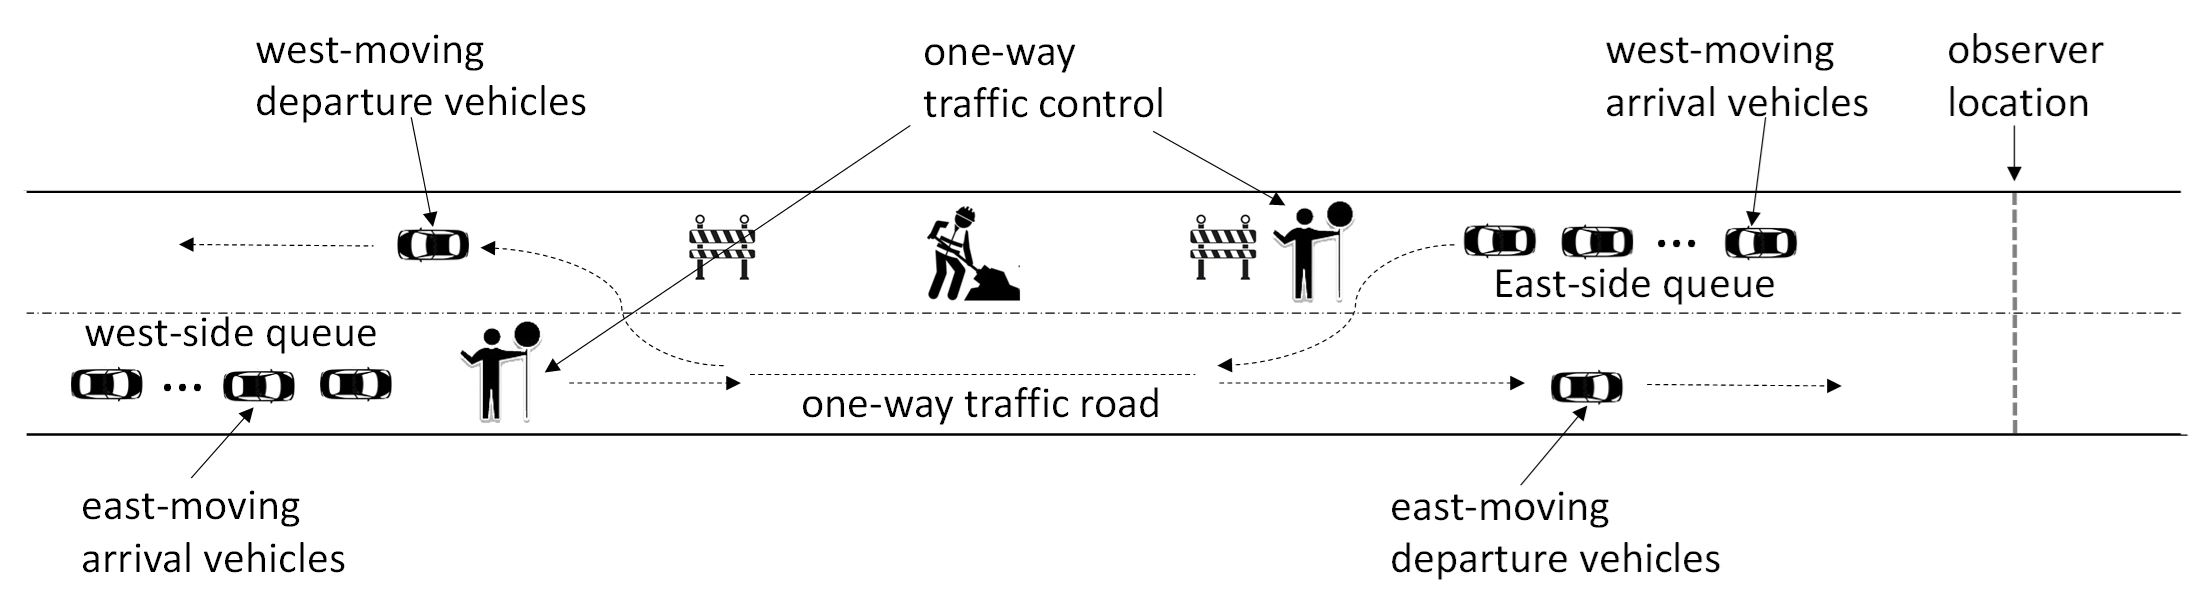 west-moving
departure vehicles
one-way
traffic control
west-moving
arrival vehicles
observer
location
East-side queue
west-side queue
one-way traffic road
east-moving
arrival vehicles
east-moving
departure vehicles